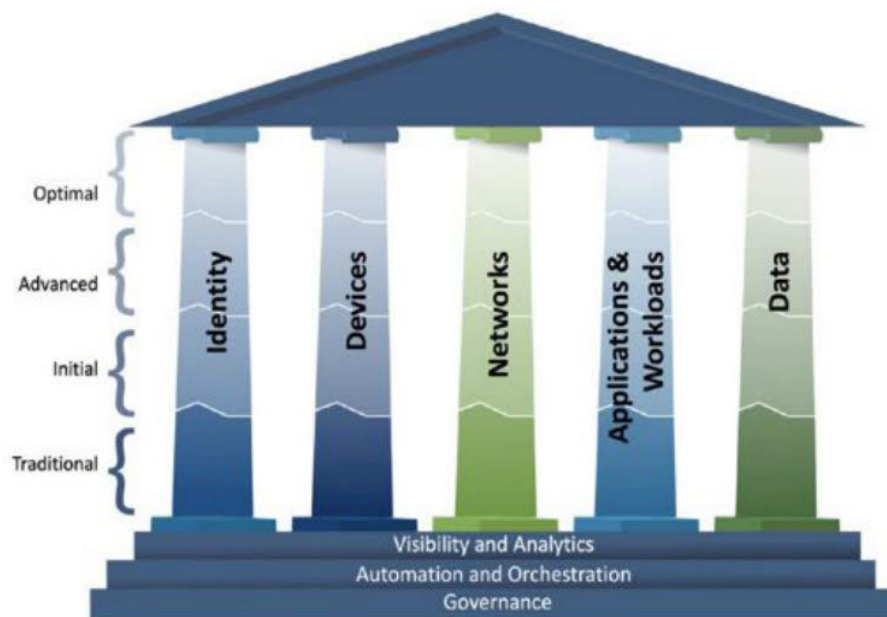 Optimal
Advanced
Initial
Traditional
Identity
Devices
Networks
Applications &
Workloads
Data
Visibility and Analytics
Automation and Orchestration
Governance